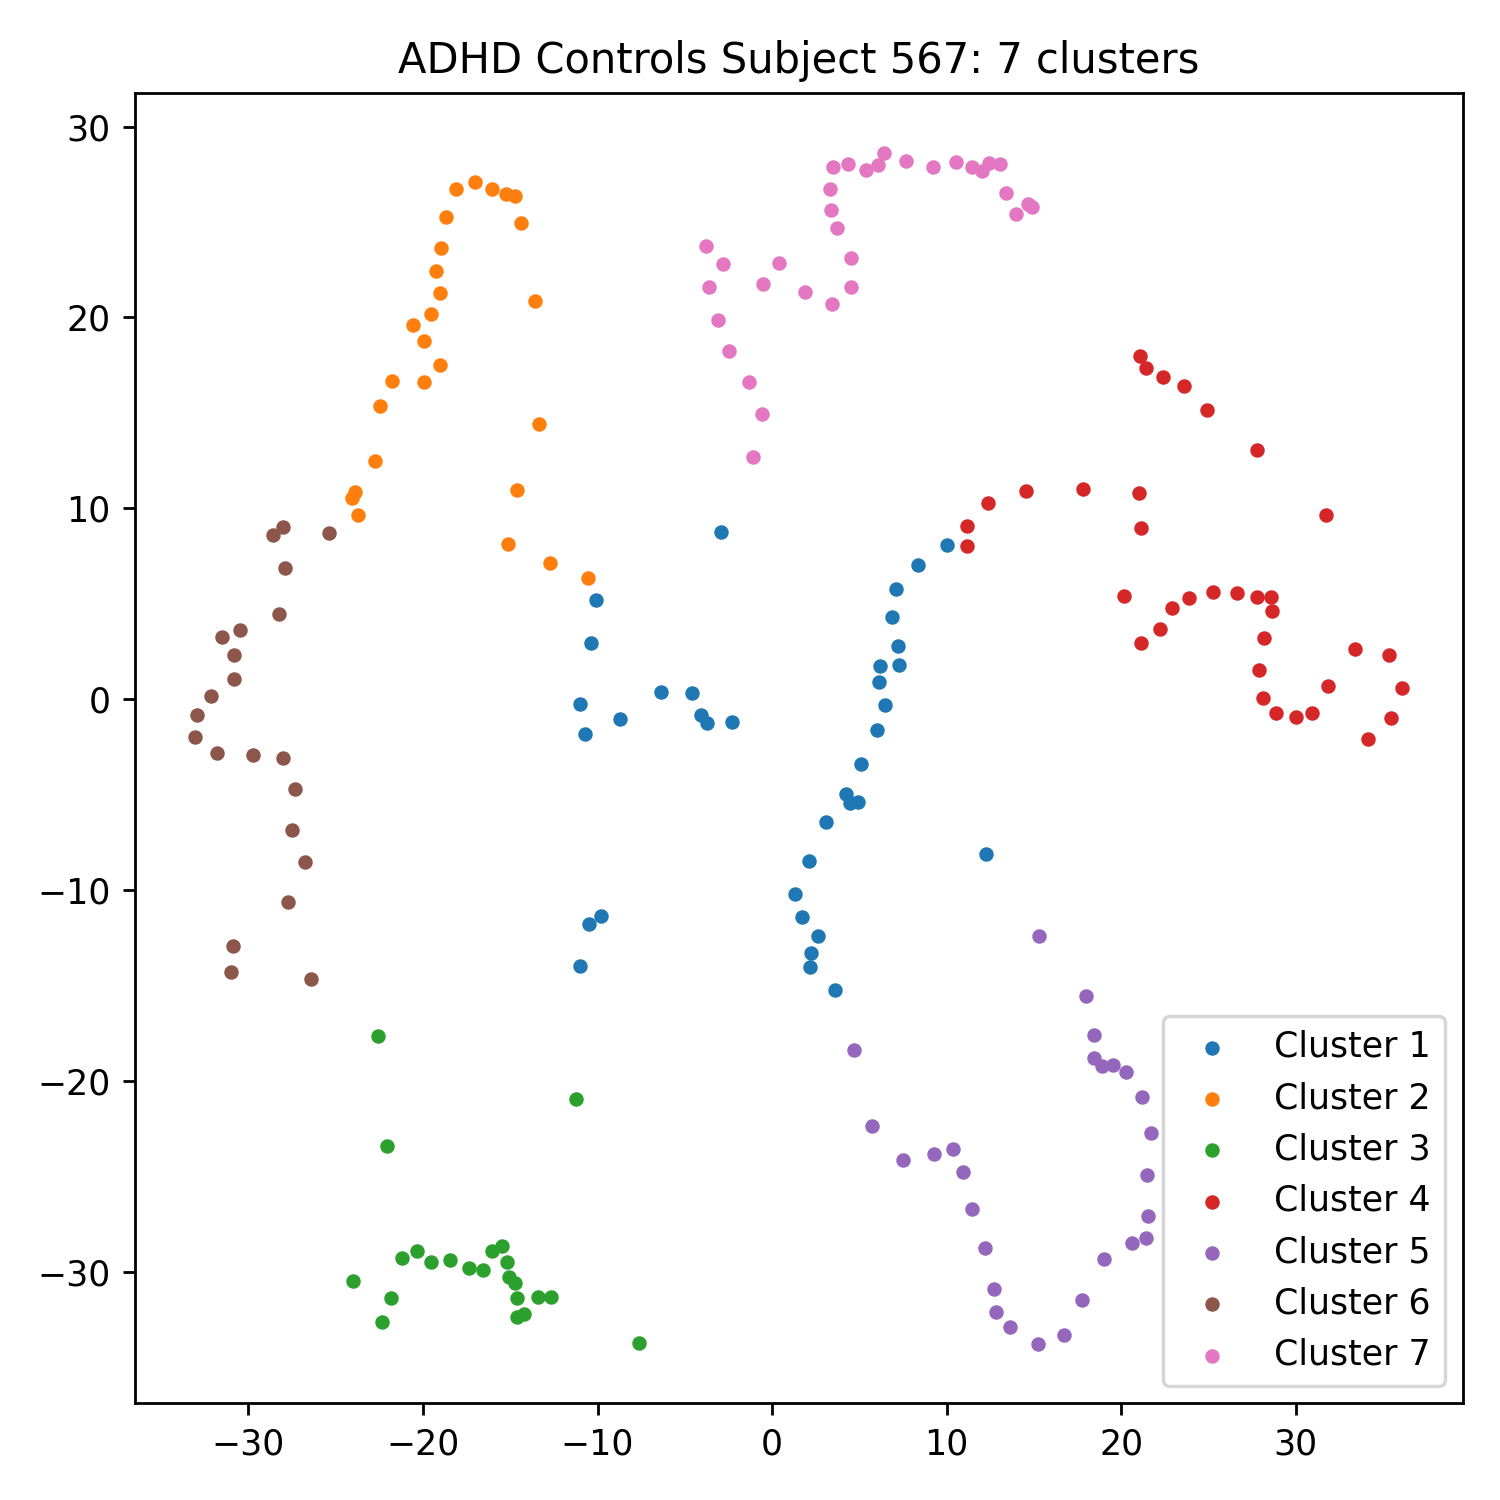 ADHD Controls Subject 567: 7 clusters
30
20
10
0
−10
−20
−30
−30
−20
−10
0
10
20
30
Cluster 1
Cluster 2
Cluster 3
Cluster 4
Cluster 5
Cluster 6
Cluster 7